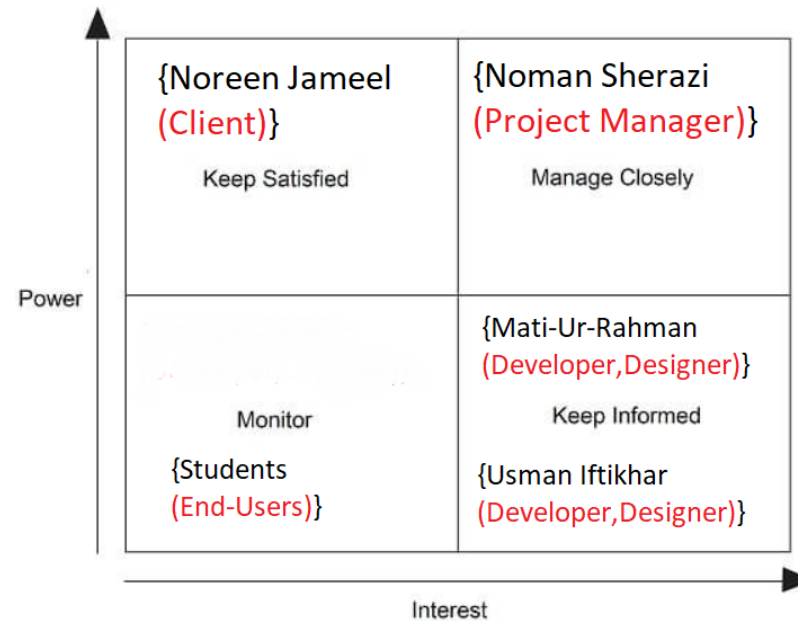 {Noreen Jameel
(Client)}
Keep Satisfied
{Noman Sherazi
(Project Manager)}
Manage Closely
Power
Monitor
{Students
(End-Users)}
{Mati-Ur-Rahman
(Developer,Designer)}
Keep Informed
{Usman Iftikhar
(Developer,Designer)}
Interest